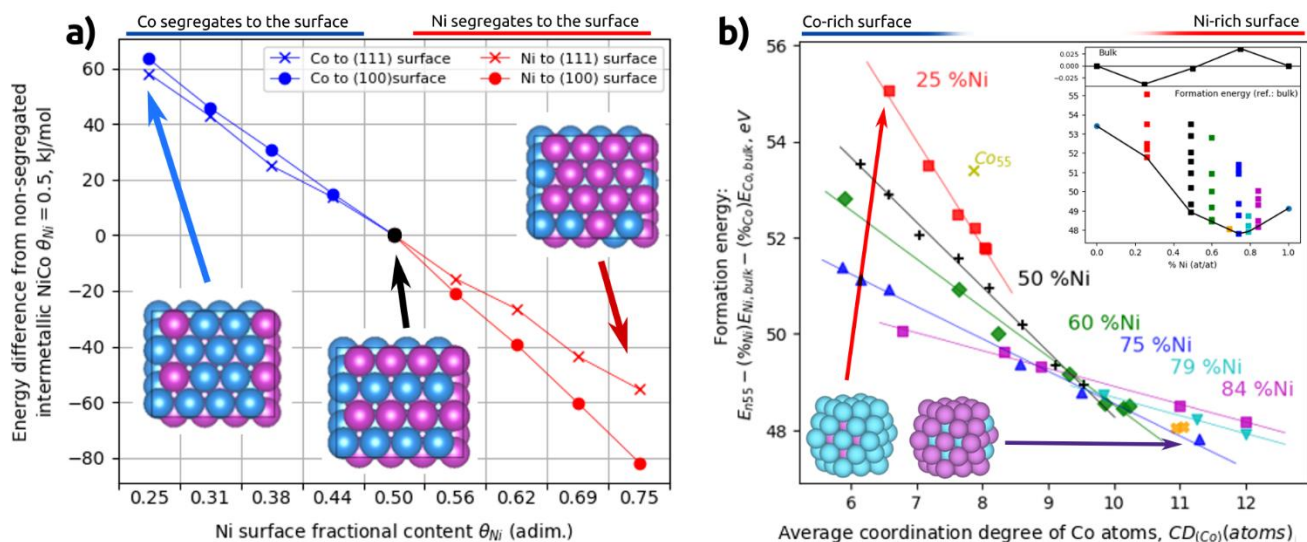 a)
Co segregates to the surface
Ni segregates to the surface
Co to (111) surface
Co to (100)surface
Ni to (111) surface
Ni to (100) surface
Energy difference from non-segregated
intermetallic NiCo θNi = 0.5, kJ/mol
60
40
20
0
−20
−40
−60
−80
0.25
0.31
0.38
0.44
0.50
0.56
0.62
0.69
0.75
Ni surface fractional content θNi (adim.)
b)
Co-rich surface
Ni-rich surface
Formation energy:
En55 − (%Ni)ENi,bulk − (%Co)ECo,bulk, eV
56
54
52
50
48
25 %Ni
Co55
50 %Ni
60 %Ni
75 %Ni
79 %Ni
84 %Ni
0.025
0.000
−0.025
Bulk
Formation energy (ref.: bulk)
55
54
53
52
51
50
49
48
0.0
0.2
0.4
0.6
0.8
1.0
% Ni (at/at)
6
7
8
9
10
11
12
Average coordination degree of Co atoms, CD(Co)(atoms)